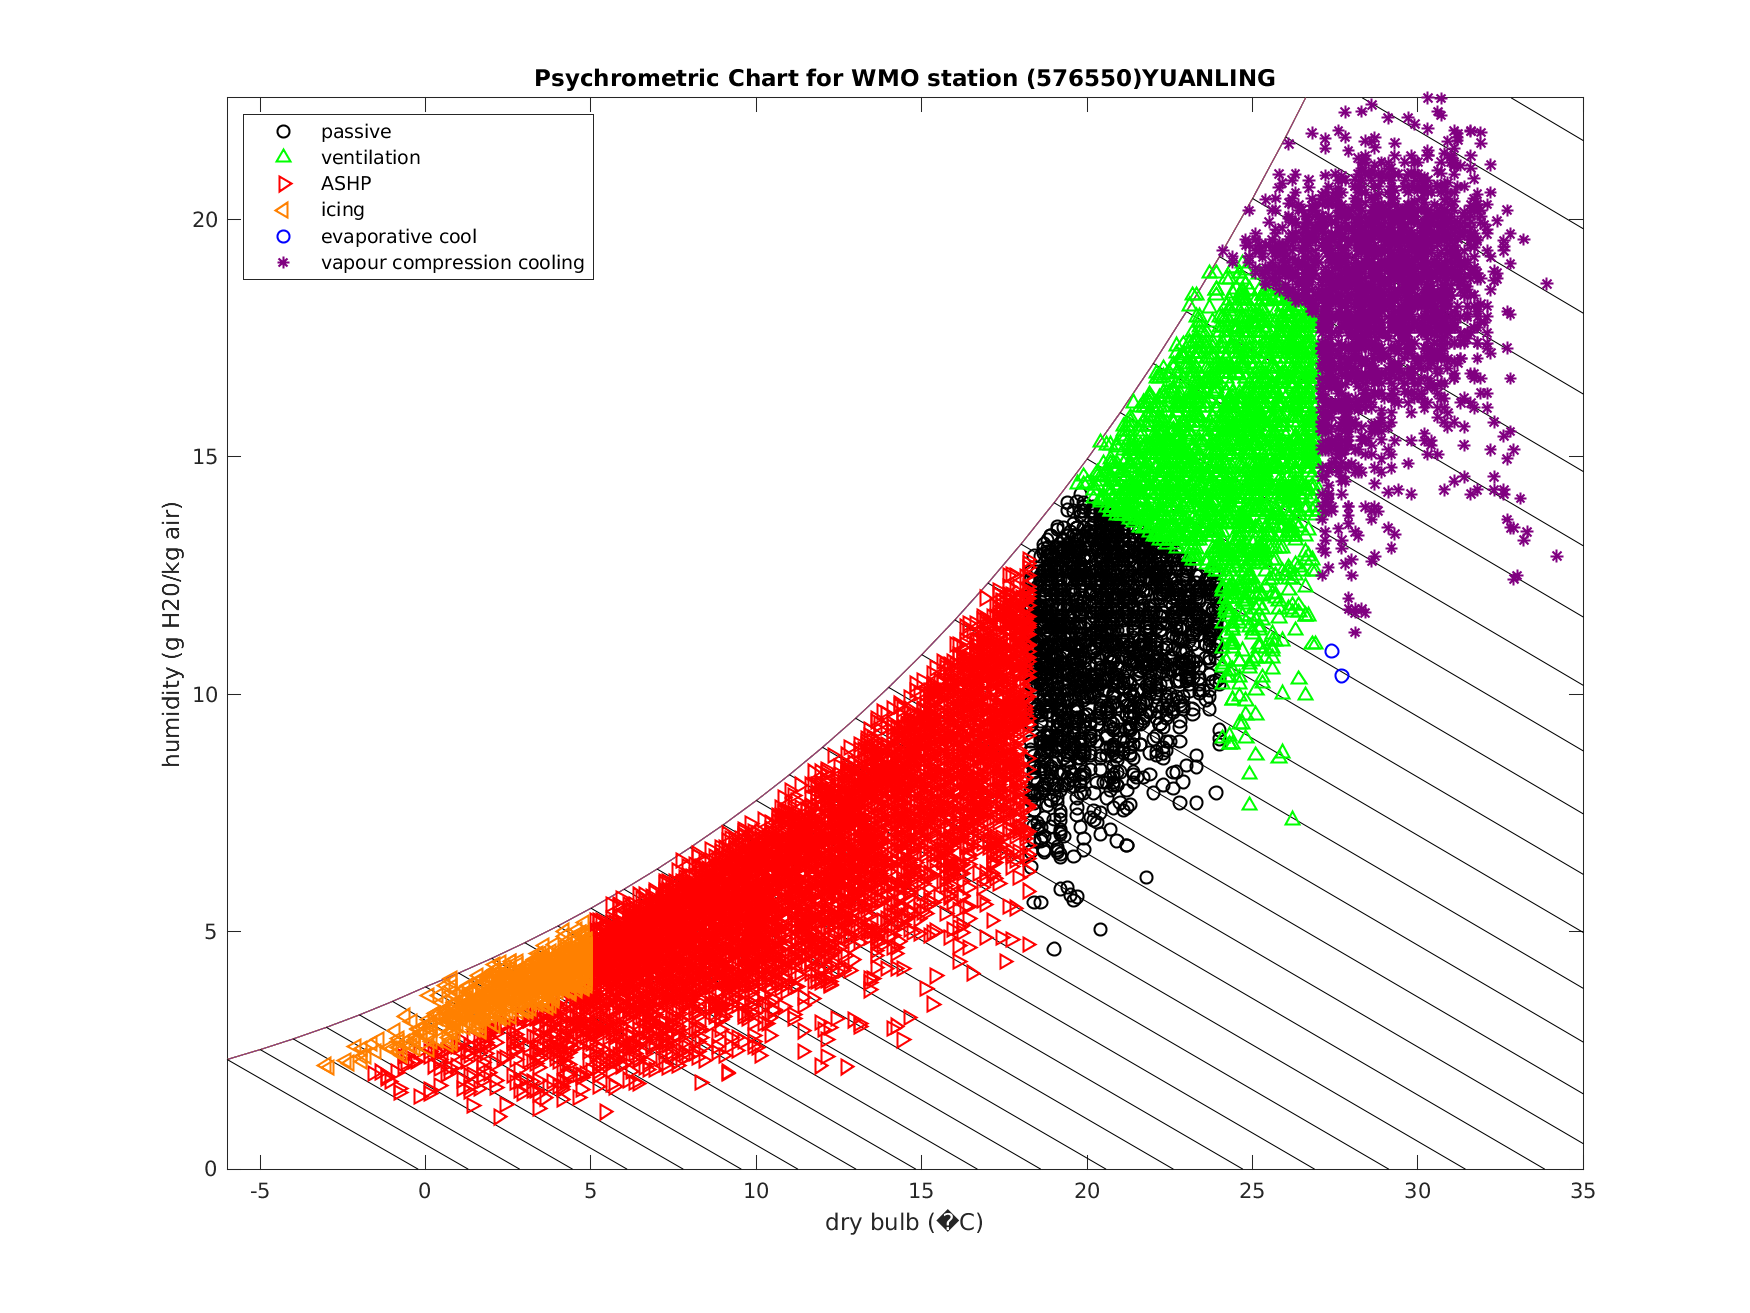 Psychrometric Chart for WMO station (576550)YUANLING
passive
ventilation
ASHP
icing
evaporative cool
vapour compression cooling
humidity (g H20/kg air)
20
15
10
5
0
-5 0 5 10 15 20 25 30 35
dry bulb (�C)